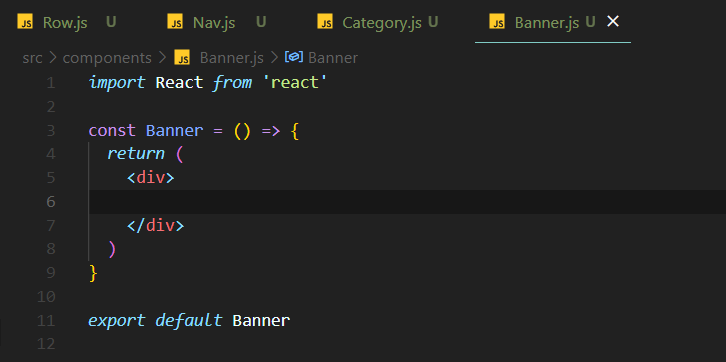 JS Row.js U JS Nav.js U JS Category.js U JS Banner.js U ×
src > components > JS Banner.js > Banner
1 import React from 'react'
2
3 const Banner = () => {
4 return (
5 <div>
6
7 </div>
8 )
9 }
10
11 export default Banner
12